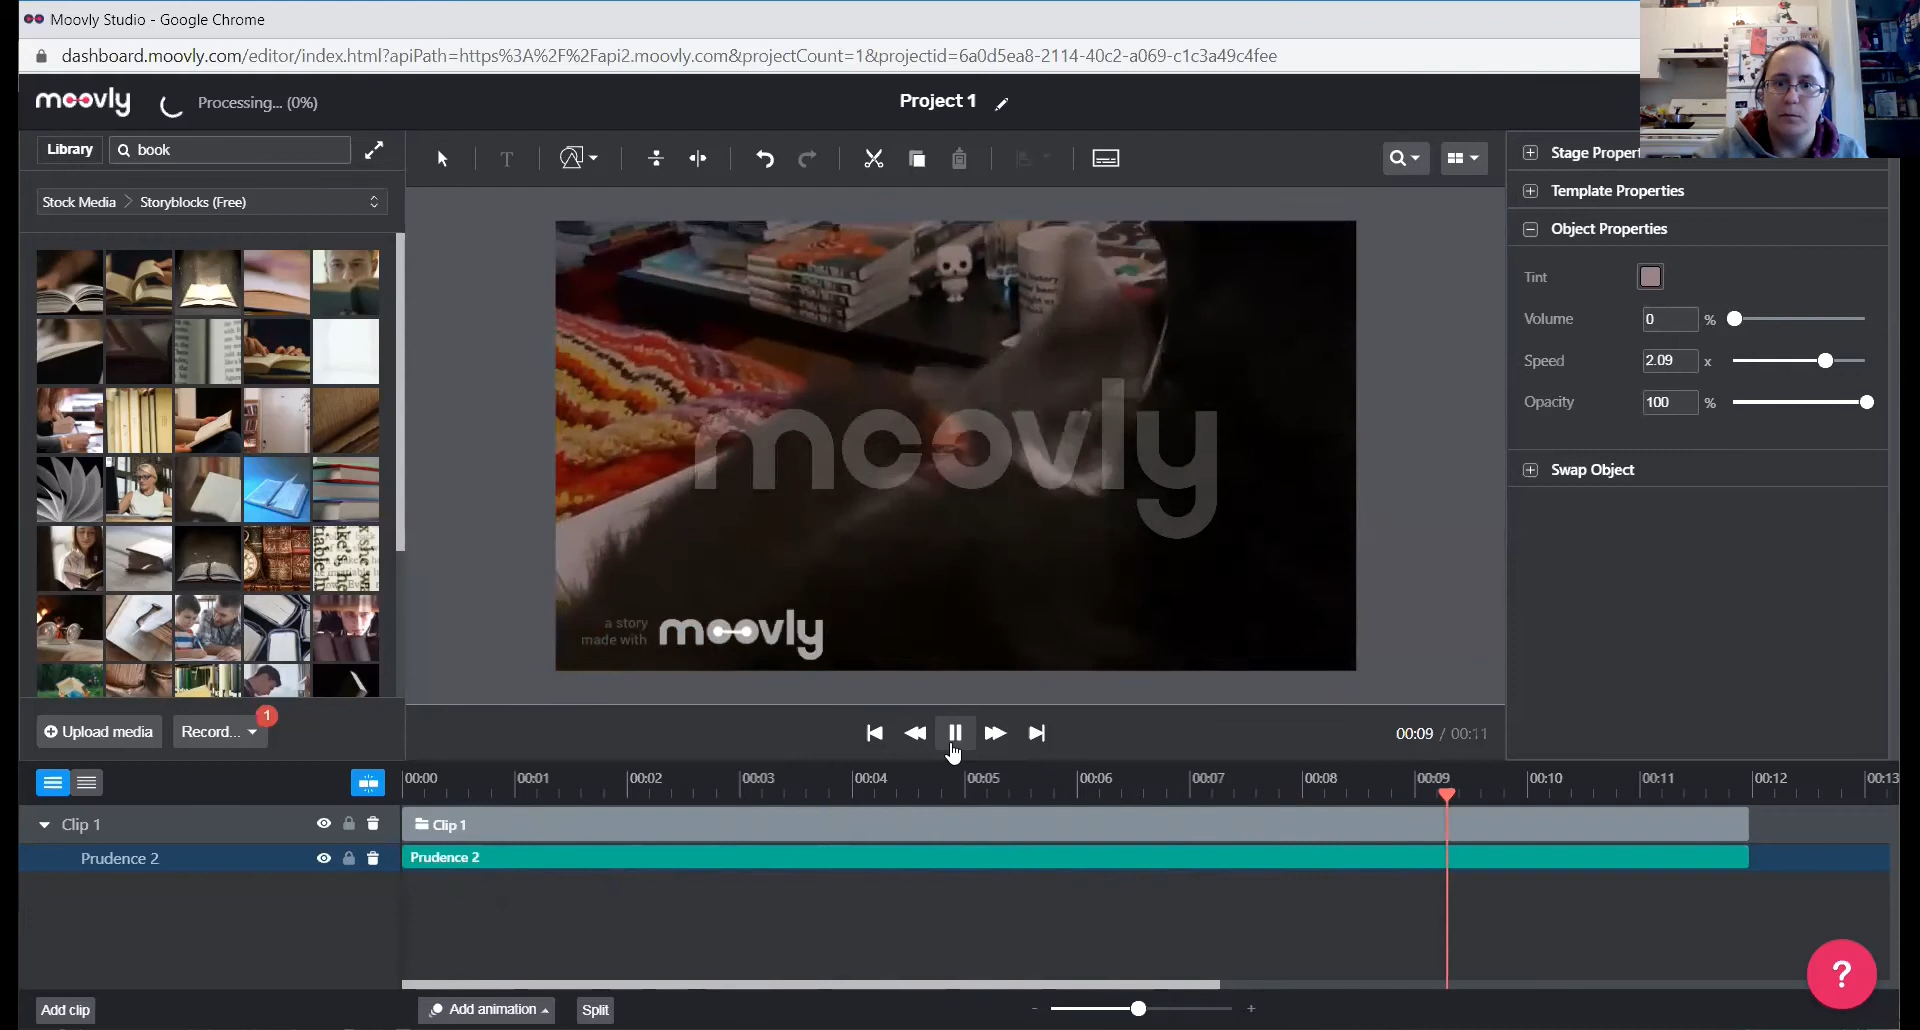 Moovly Studio - Google Chrome
dashboard.moovly.com/editor/index.html?apiPath=https%3A%2F%2Fapi2.moovly.com&projectCount=1&projectid=6a0d5ea8-2114-40c2-a069-c1c3a49c4fee
moovly
Processing... (0%)
Project 1
Library
book
T
Stock Media
Storyblocks (Free)
Stage Propert
Template Properties
Object Properties
Tint
Volume
0
%
Speed
2.09
x
Opacity
100
%
Swap Object
moovly
a story
made with
moovly
Upload media
Record...
1
00:09 / 00:11
00:00
00:01
00:02
00:03
00:04
00:05
00:06
00:07
00:08
00:09
00:10
00:11
00:12
00:13
Clip 1
Clip 1
Prudence 2
Prudence 2
Add clip
Add animation
Split
-
+
?